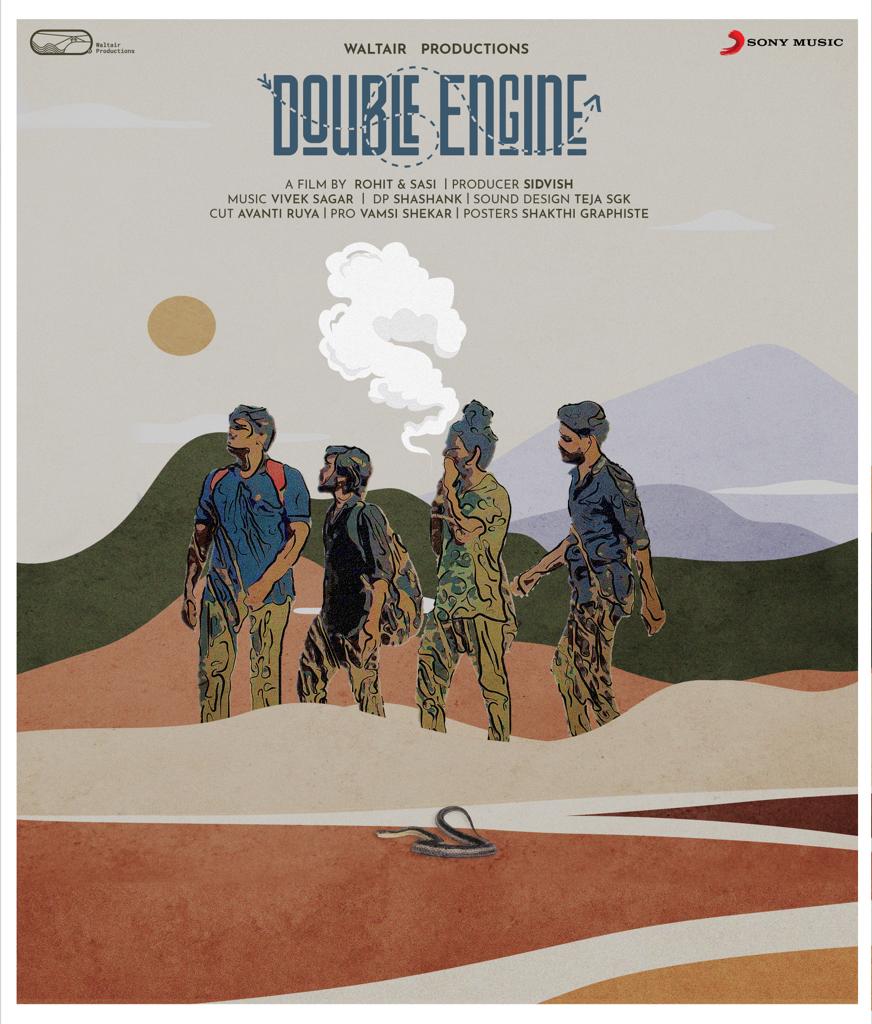 Waltair
Productions
WALTAIR PRODUCTIONS
SONY MUSIC
DOUBLE ENGINE
A FILM BY ROHIT & SASI | PRODUCER SIDVISH
MUSIC VIVEK SAGAR | DP SHASHANK | SOUND DESIGN TEJA SGK
CUT AVANTI RUYA | PRO VAMSI SHEKAR | POSTERS SHAKTHI GRAPHISTE